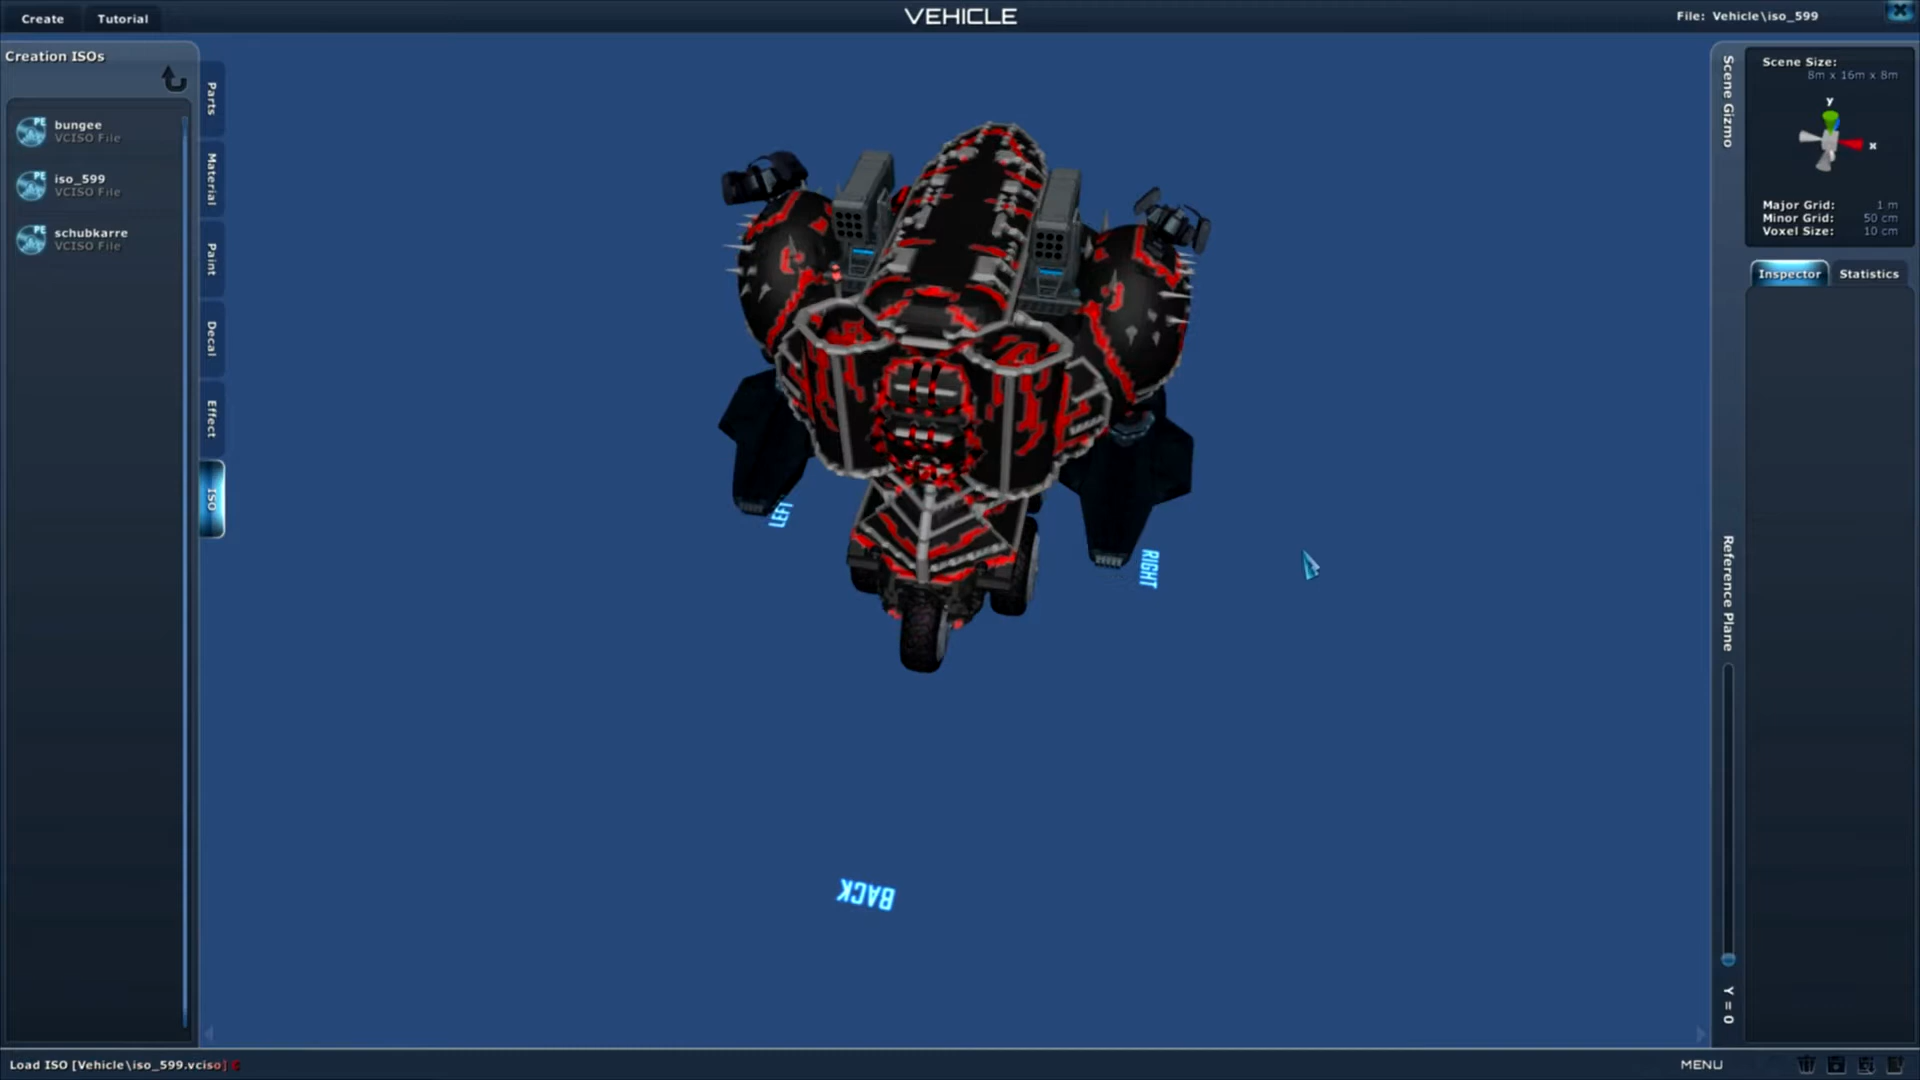 Create
Tutorial
VEHICLE
File: Vehicle\iso_599
Creation ISOs
bungee
VCISO File
iso_599
VCISO File
schubkarre
VCISO File
Parts
Material
Paint
Decal
Effect
ISO
LEFT
RIGHT
BACK
Scene Gizmo
Scene Size:
8m x 16m x 8m
y
x
Major Grid: 1 m
Minor Grid: 50 cm
Voxel Size: 10 cm
Inspector
Statistics
Reference Plane
Y = 0
Load ISO [Vehicle\iso_599.vciso]
MENU